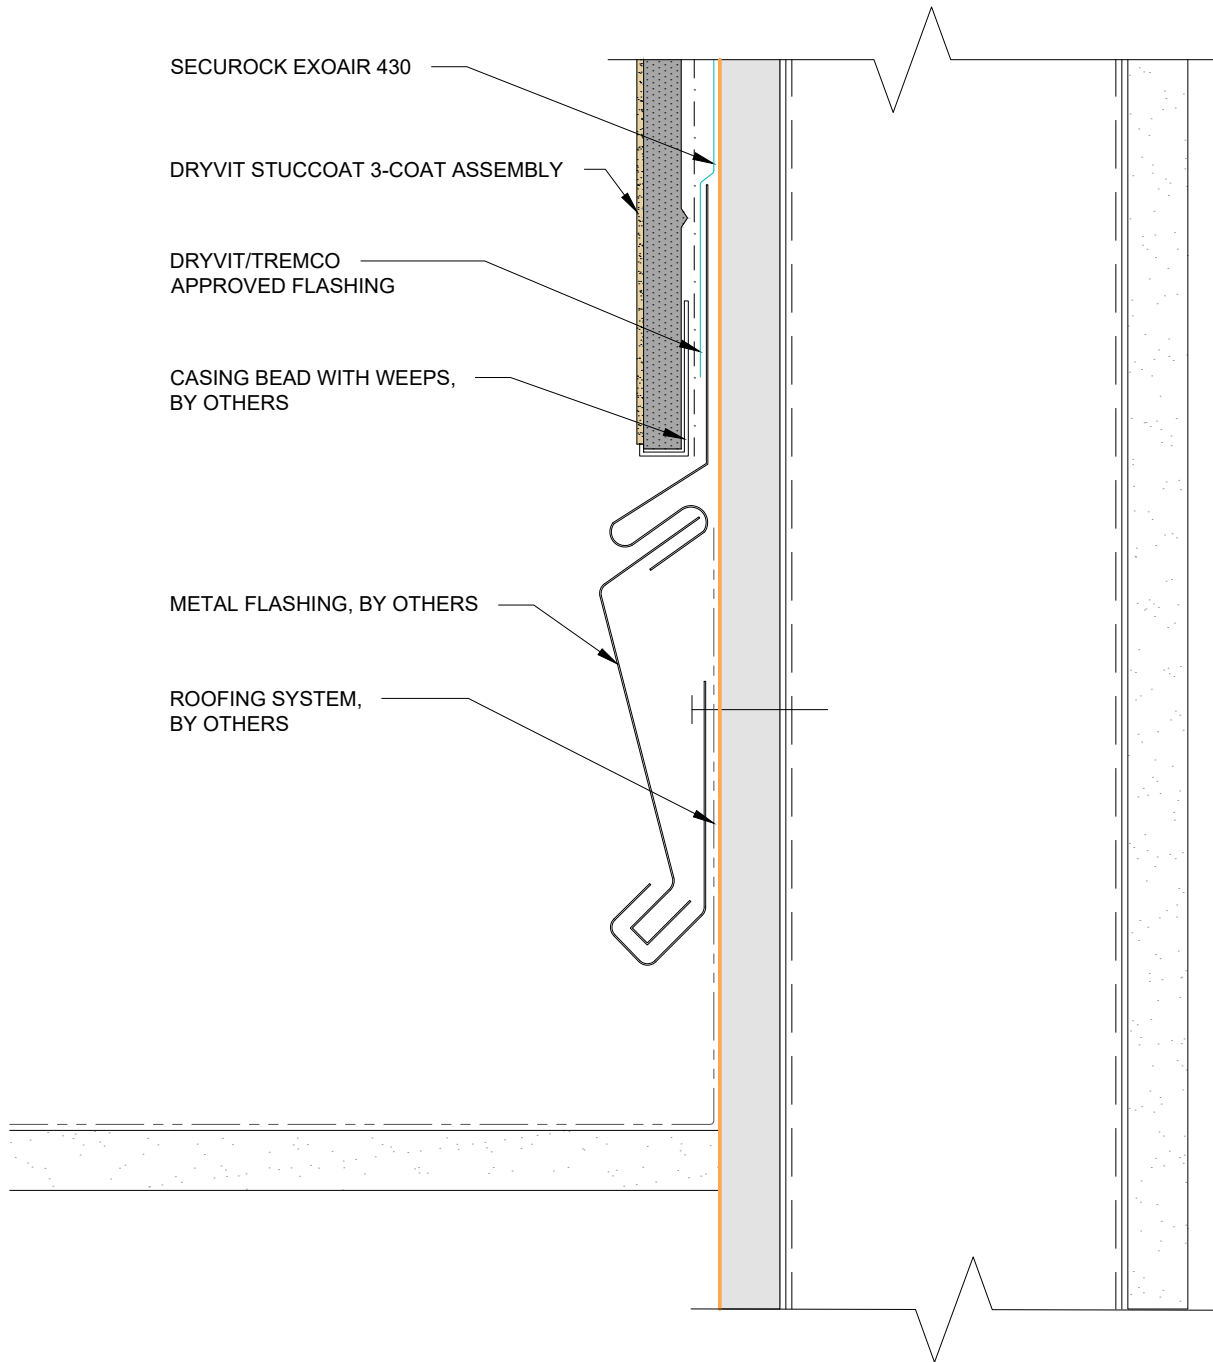 SECUROCK EXOAIR 430
DRYVIT STUCCOAT 3-COAT ASSEMBLY
DRYVIT/TREMCO
APPROVED FLASHING
CASING BEAD WITH WEEPS,
BY OTHERS
METAL FLASHING, BY OTHERS
ROOFING SYSTEM,
BY OTHERS